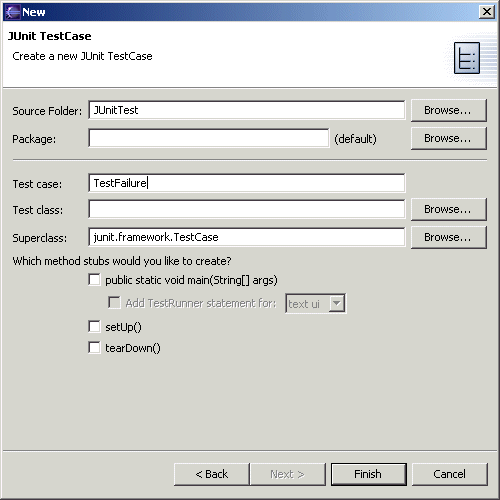 New
JUnit TestCase
Create a new JUnit TestCase
Source Folder: JUnitTest Browse...
Package: (default) Browse...
Test case: TestFailure
Test class: Browse...
Superclass: junit.framework.TestCase Browse...
Which method stubs would you like to create?
public static void main(String[] args)
Add TestRunner statement for: text ui
setUp()
tearDown()
< Back Next > Finish Cancel